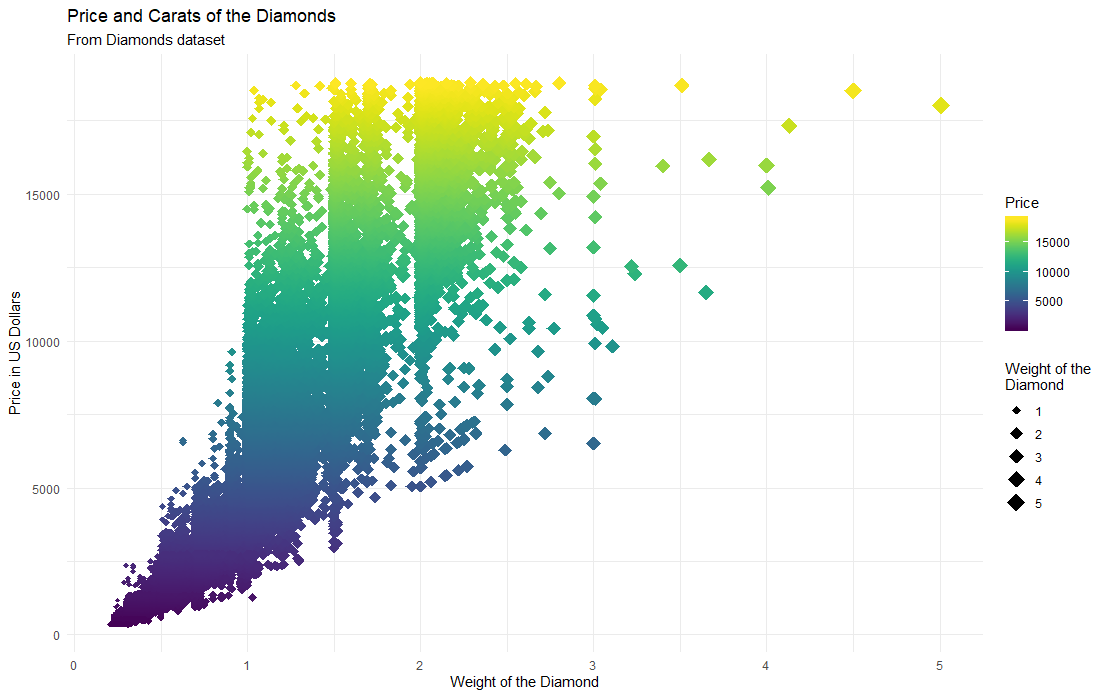 Price and Carats of the Diamonds
From Diamonds dataset
Price in US Dollars
15000
10000
5000
0
0 1 2 3 4 5
Weight of the Diamond
Price
15000
10000
5000
Weight of the
Diamond
1
2
3
4
5